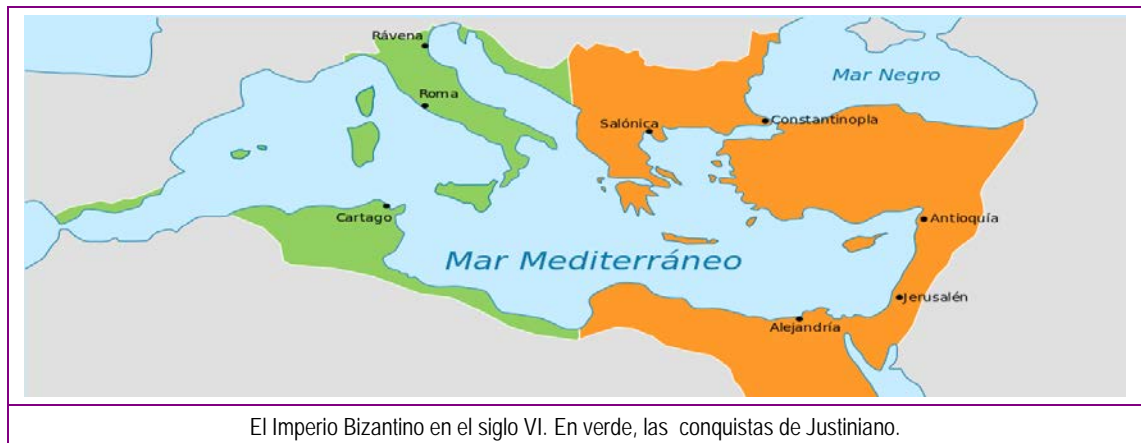 Rávena
Mar Negro
Roma
Salónica
Constantinopla
Cartago
Antioquía
Mar Mediterráneo
Jerusalén
Alejandría
El Imperio Bizantino en el siglo VI. En verde, las conquistas de Justiniano.